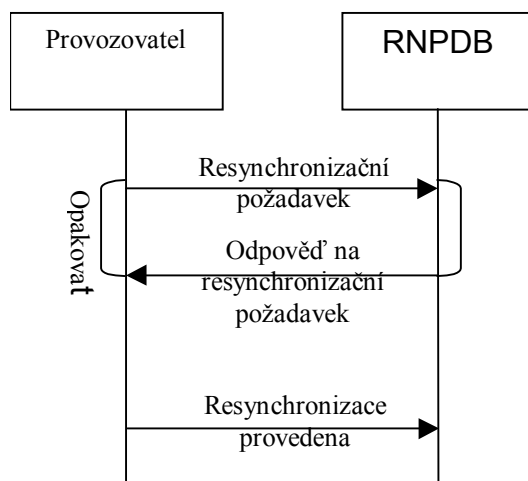 Provozovatel
RNPDB
Resynchronizační
požadavek
Opakovat
Odpověď na
resynchronizační
požadavek
Resynchronizace
provedena